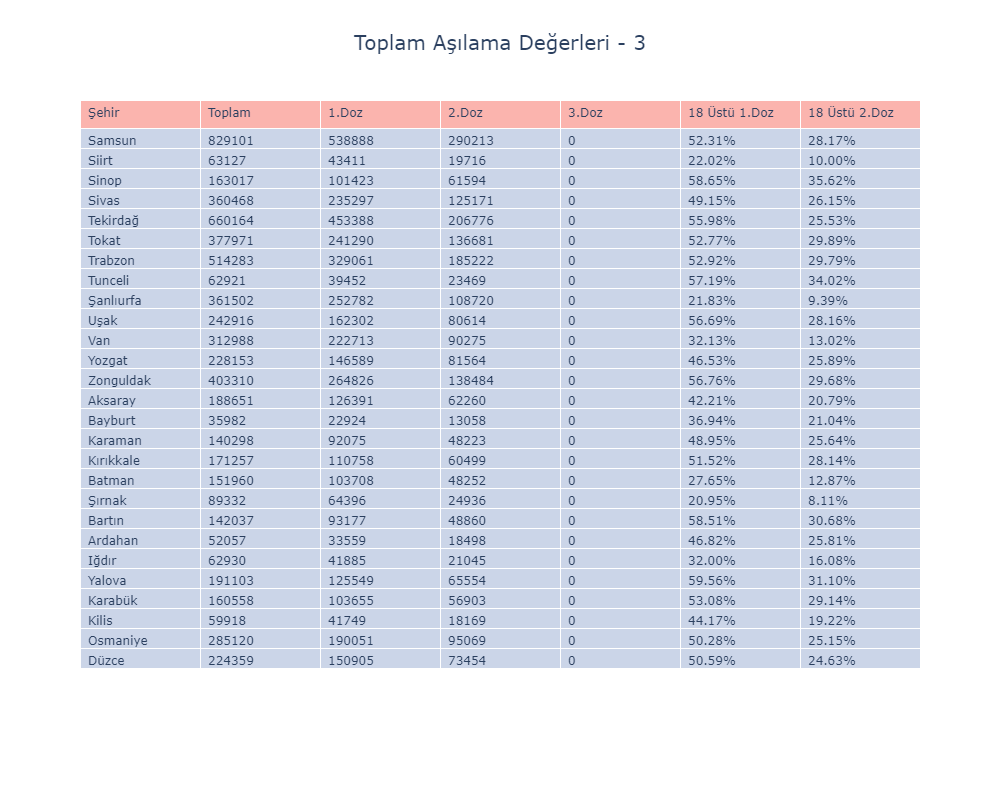 Toplam Aşılama Değerleri - 3
Şehir Toplam 1.Doz 2.Doz 3.Doz 18 Üstü 1.Doz 18 Üstü 2.Doz
Samsun 829101 538888 290213 0 52.31% 28.17%
Siirt 63127 43411 19716 0 22.02% 10.00%
Sinop 163017 101423 61594 0 58.65% 35.62%
Sivas 360468 235297 125171 0 49.15% 26.15%
Tekirdağ 660164 453388 206776 0 55.98% 25.53%
Tokat 377971 241290 136681 0 52.77% 29.89%
Trabzon 514283 329061 185222 0 52.92% 29.79%
Tunceli 62921 39452 23469 0 57.19% 34.02%
Şanlıurfa 361502 252782 108720 0 21.83% 9.39%
Uşak 242916 162302 80614 0 56.69% 28.16%
Van 312988 222713 90275 0 32.13% 13.02%
Yozgat 228153 146589 81564 0 46.53% 25.89%
Zonguldak 403310 264826 138484 0 56.76% 29.68%
Aksaray 188651 126391 62260 0 42.21% 20.79%
Bayburt 35982 22924 13058 0 36.94% 21.04%
Karaman 140298 92075 48223 0 48.95% 25.64%
Kırıkkale 171257 110758 60499 0 51.52% 28.14%
Batman 151960 103708 48252 0 27.65% 12.87%
Şırnak 89332 64396 24936 0 20.95% 8.11%
Bartın 142037 93177 48860 0 58.51% 30.68%
Ardahan 52057 33559 18498 0 46.82% 25.81%
Iğdır 62930 41885 21045 0 32.00% 16.08%
Yalova 191103 125549 65554 0 59.56% 31.10%
Karabük 160558 103655 56903 0 53.08% 29.14%
Kilis 59918 41749 18169 0 44.17% 19.22%
Osmaniye 285120 190051 95069 0 50.28% 25.15%
Düzce 224359 150905 73454 0 50.59% 24.63%